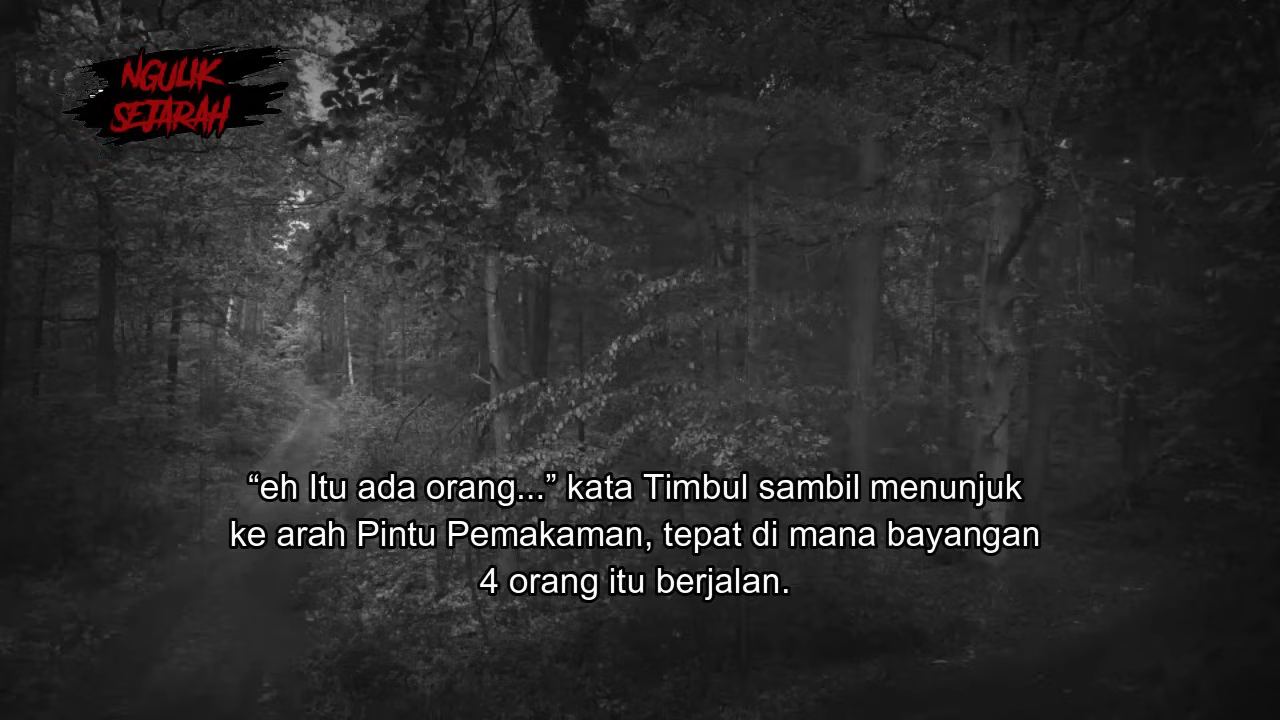 NGULIK
SEJARAH
“eh Itu ada orang...” kata Timbul sambil menunjuk
ke arah Pintu Pemakaman, tepat di mana bayangan
4 orang itu berjalan.